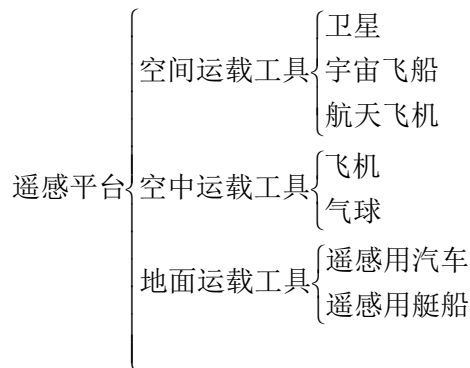 卫星
空间运载工具
宇宙飞船
航天飞机
遥感平台
空中运载工具
飞机
气球
地面运载工具
遥感用汽车
遥感用艇船